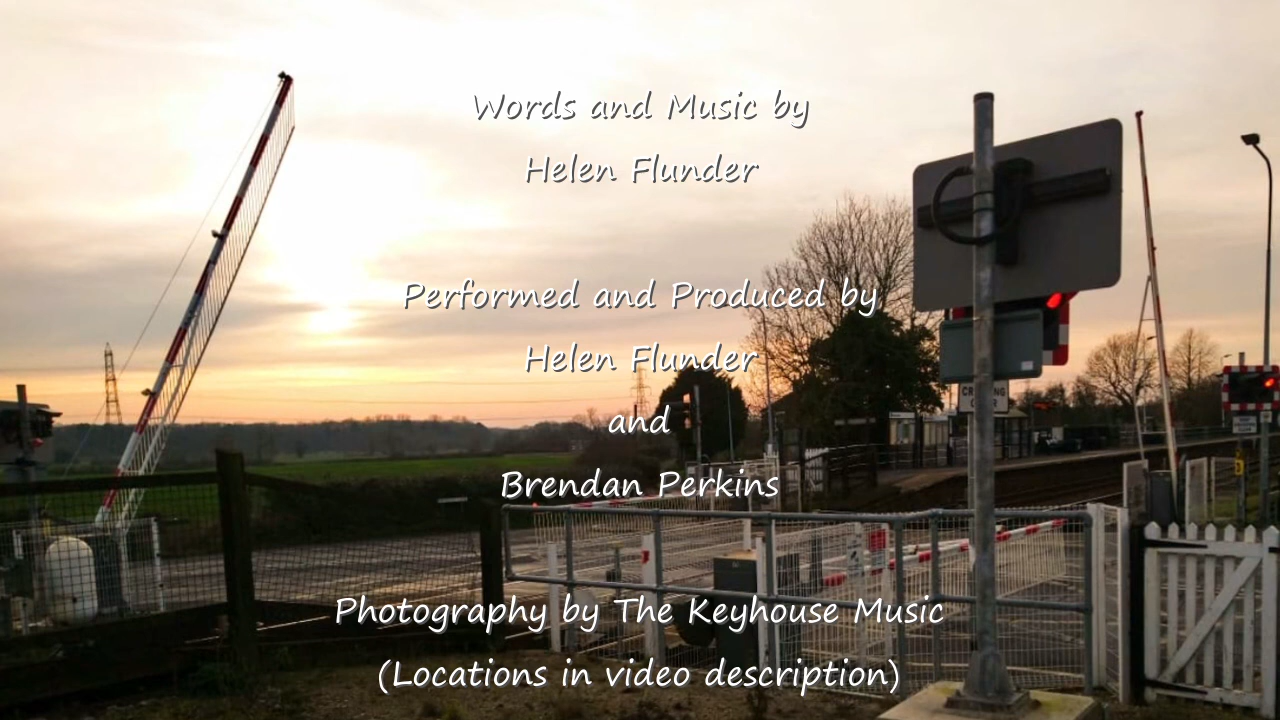 Words and Music by
Helen Flunder
Performed and Produced by
Helen Flunder
and
Brendan Perkins
Photography by The Keyhouse Music
(Locations in video description)